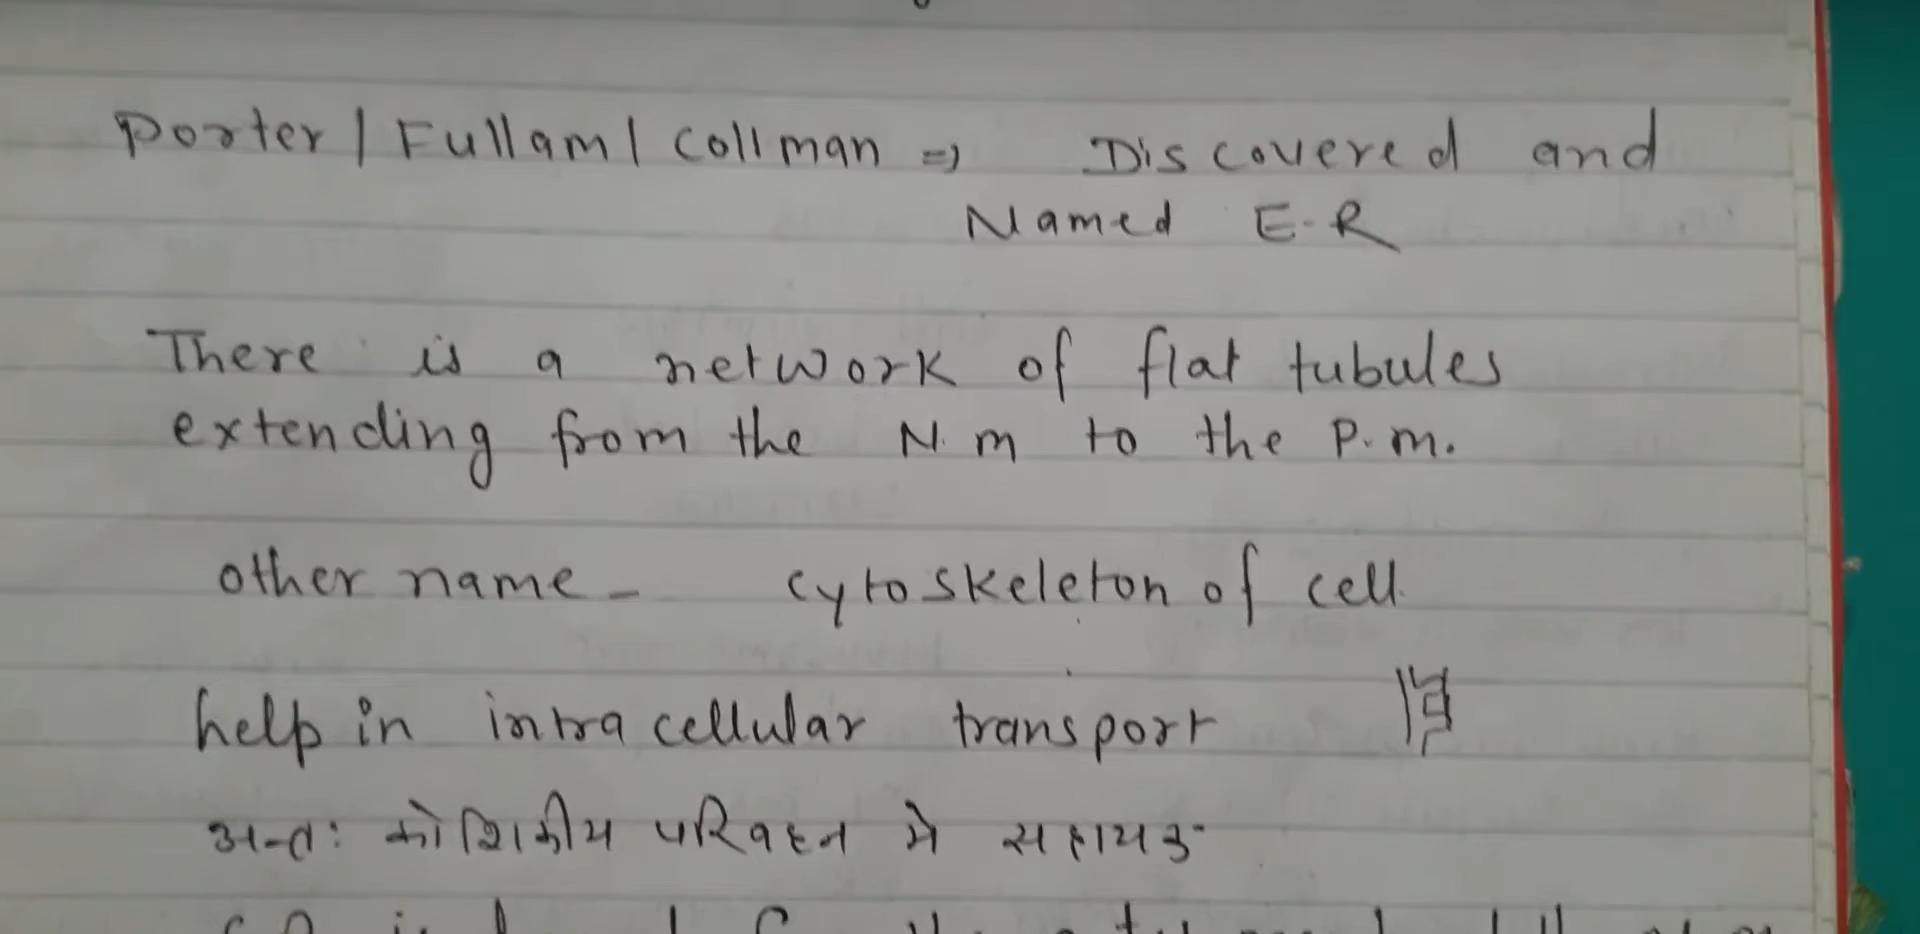 Porter / Fullam / Collman => Discovered and
Named E-R
There is a network of flat tubules
extending from the N.m to the P.m.
other name - cytoskeleton of cell.
help in intra cellular transport
अन्तः कोशिकीय परिवहन मे सहायक